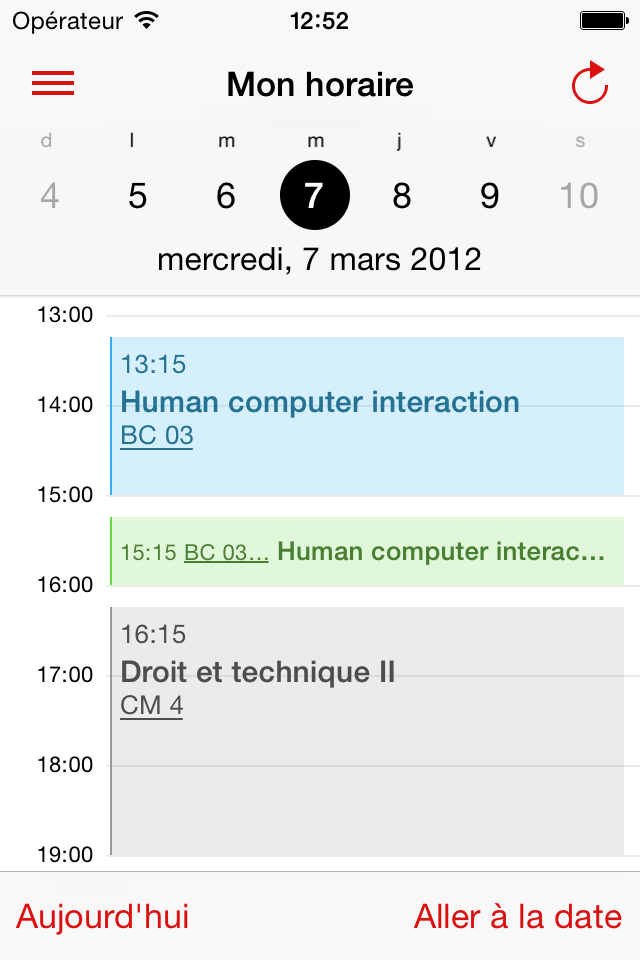 Opérateur 12:52
Mon horaire
d l m m j v s
4 5 6 7 8 9 10
mercredi, 7 mars 2012
13:00
13:15
14:00 Human computer interaction
BC 03
15:00
15:15 BC 03... Human computer interac...
16:00
16:15
17:00 Droit et technique II
CM 4
18:00
19:00
Aujourd'hui Aller à la date